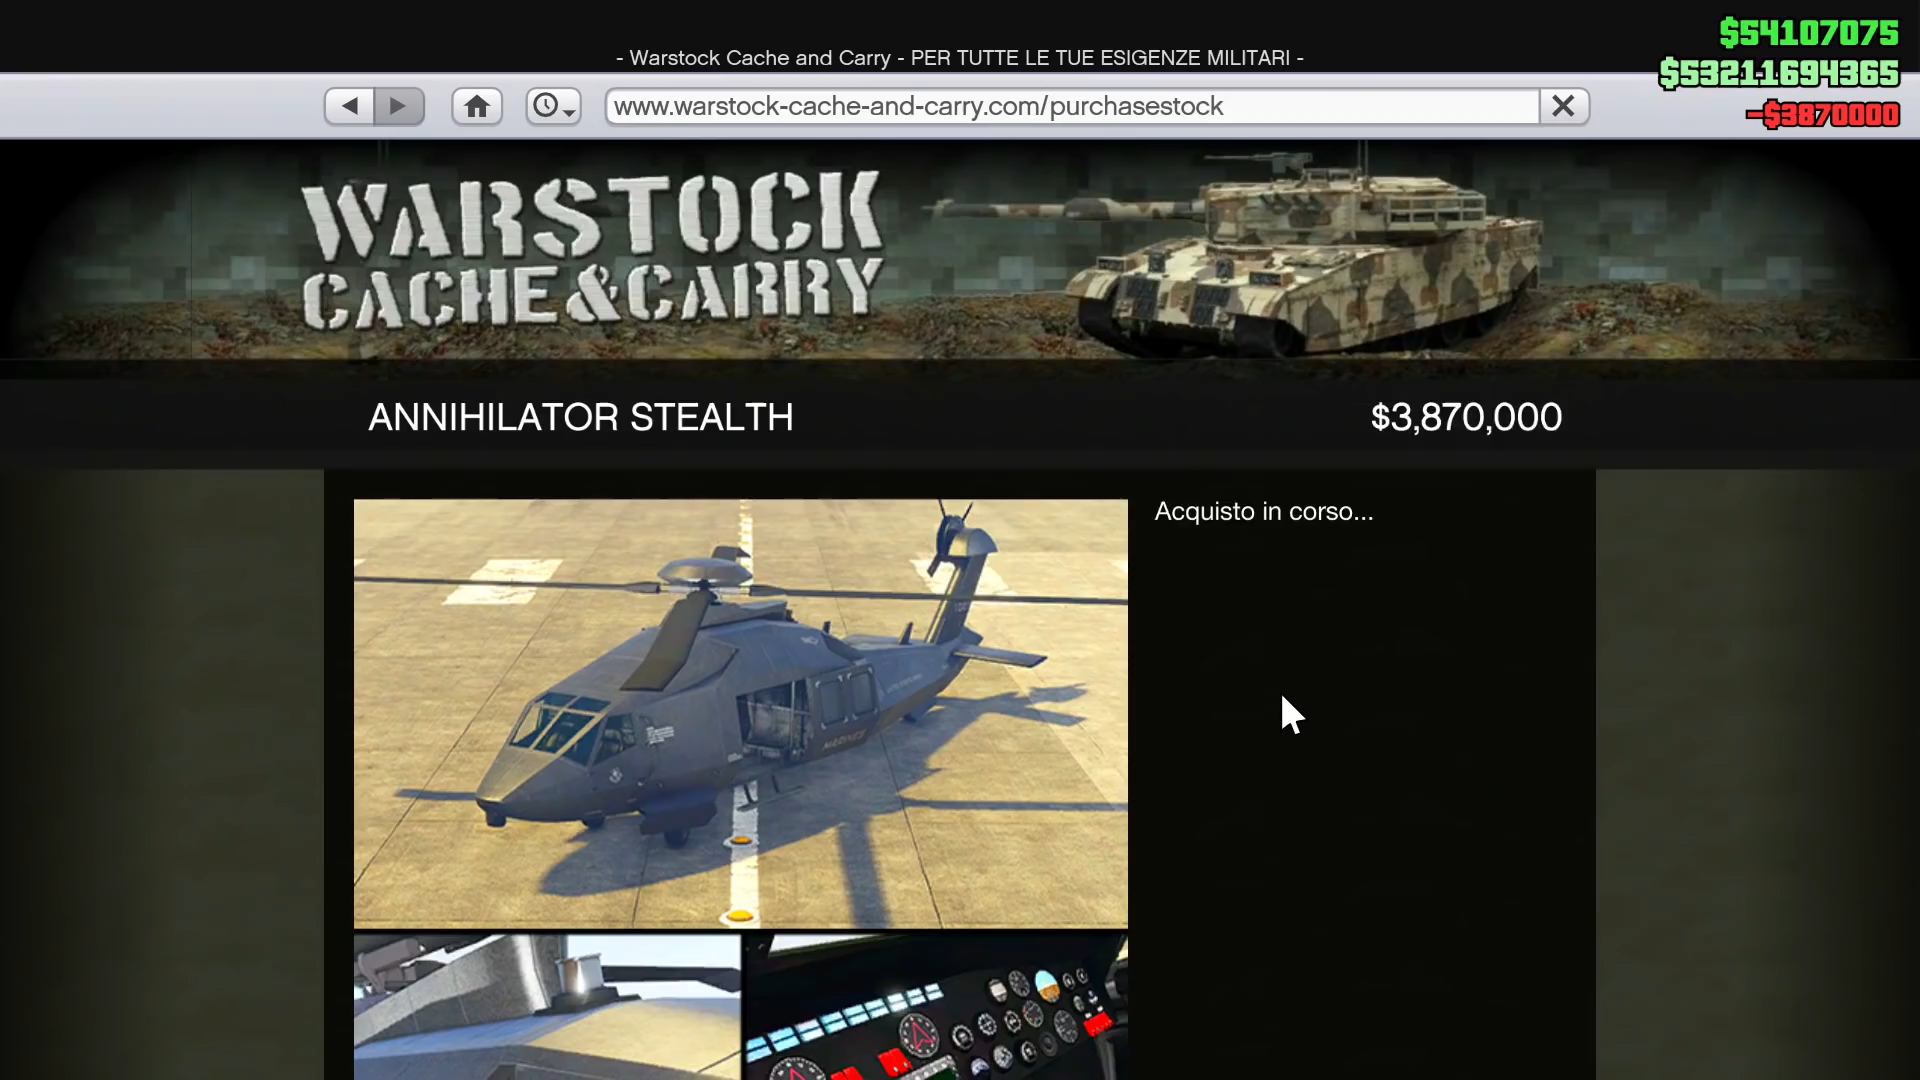 $54107075
- Warstock Cache and Carry - PER TUTTE LE TUE ESIGENZE MILITARI -
$53211694365
www.warstock-cache-and-carry.com/purchasestock
-$3870000
WARSTOCK
CACHE & CARRY
ANNIHILATOR STEALTH
$3,870,000
Acquisto in corso...
MARINES